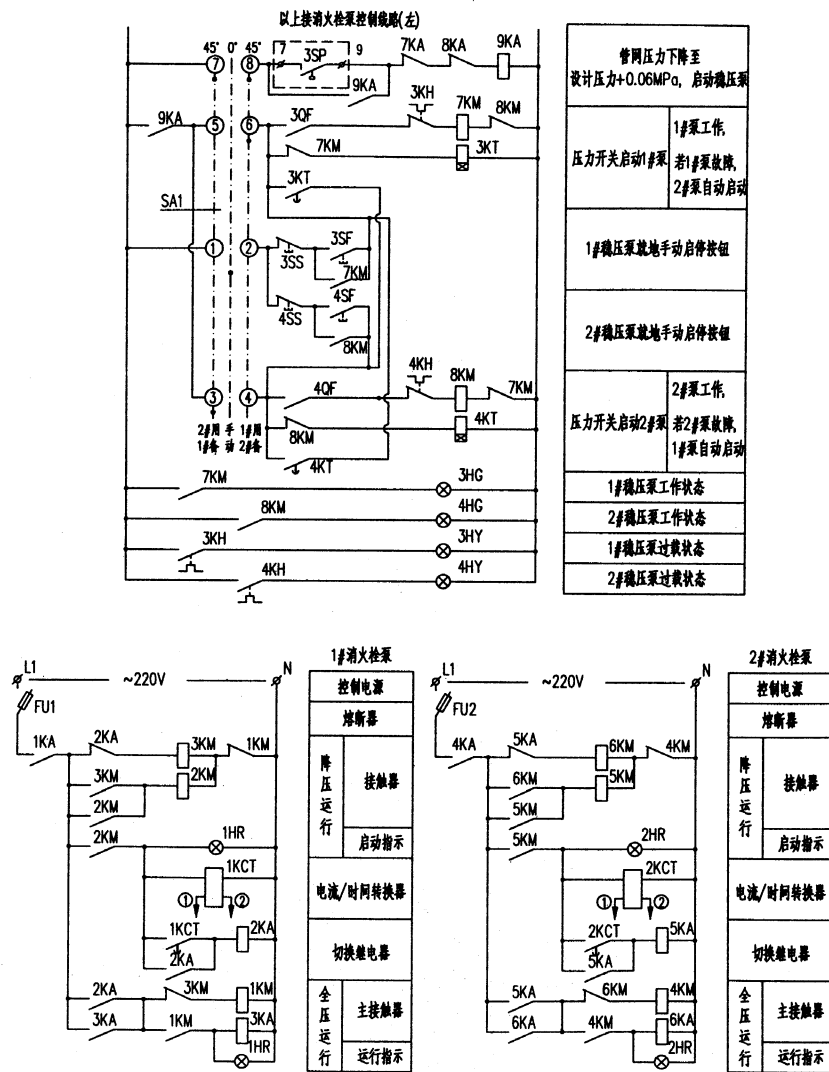 以上接消火栓泵控制线路(左)
45° 0° 45°
7 8 7 3SP 9 7KA 8KA 9KA
9KA
管网压力下降至
设计压力+0.06MPa, 启动稳压泵
9KA 5 6 3QF 3KH 7KM 8KM
7KM 3KT
3KT
压力开关启动1#泵
1#泵工作,
若1#泵故障,
2#泵自动启动
SA1
1 2 3SS 3SF
7KM
1#稳压泵就地手动启停按钮
4SS 4SF
8KM
2#稳压泵就地手动启停按钮
3 4 4QF 4KH 8KM 7KM
8KM 4KT
4KT
2#用 手 1#用
1#备 动 2#备
压力开关启动2#泵
2#泵工作,
若2#泵故障,
1#泵自动启动
7KM 3HG
1#稳压泵工作状态
8KM 4HG
2#稳压泵工作状态
3KH 3HY
1#稳压泵过载状态
4KH 4HY
2#稳压泵过载状态
L1 ~220V N
FU1
1KA 2KA 3KM 1KM
3KM 2KM
2KM
2KM 1HR
1KCT
① ②
1KCT 2KA
2KA
2KA 3KM 1KM
3KA 1KM 3KA
1HR
1#消火栓泵
控制电源
熔断器
降压运行
接触器
启动指示
电流/时间转换器
切换继电器
全压运行
主接触器
运行指示
L1 ~220V N
FU2
4KA 5KA 6KM 4KM
6KM 5KM
5KM
5KM 2HR
2KCT
① ②
2KCT 5KA
5KA
5KA 6KM 4KM
6KA 4KM 6KA
2HR
2#消火栓泵
控制电源
熔断器
降压运行
接触器
启动指示
电流/时间转换器
切换继电器
全压运行
主接触器
运行指示